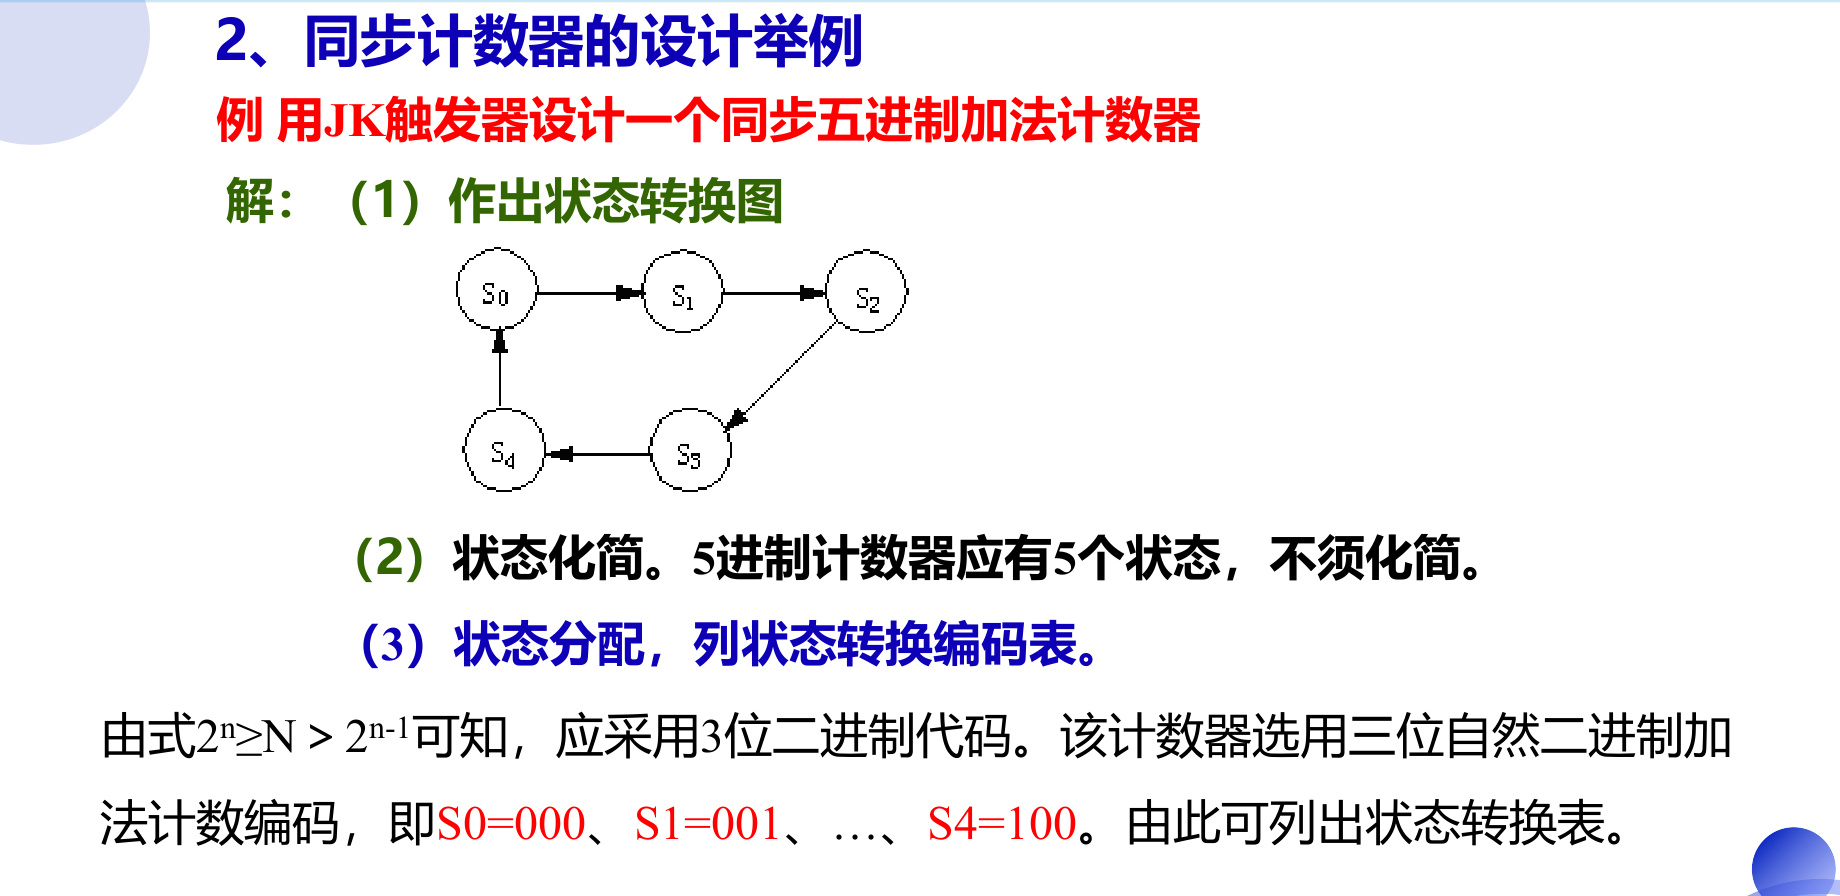 2、同步计数器的设计举例
例 用JK触发器设计一个同步五进制加法计数器
解：（1）作出状态转换图
S0 S1 S2
S4 S3
（2）状态化简。5进制计数器应有5个状态，不须化简。
（3）状态分配，列状态转换编码表。
由式2ⁿ≥N＞2ⁿ⁻¹可知，应采用3位二进制代码。该计数器选用三位自然二进制加
法计数编码，即S0=000、S1=001、…、S4=100。由此可列出状态转换表。